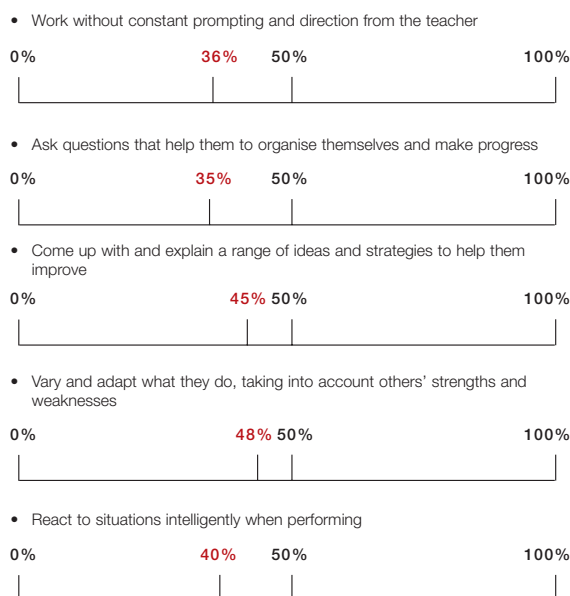 • Work without constant prompting and direction from the teacher
0% 36% 50% 100%
• Ask questions that help them to organise themselves and make progress
0% 35% 50% 100%
• Come up with and explain a range of ideas and strategies to help them
improve
0% 45% 50% 100%
• Vary and adapt what they do, taking into account others’ strengths and
weaknesses
0% 48% 50% 100%
• React to situations intelligently when performing
0% 40% 50% 100%